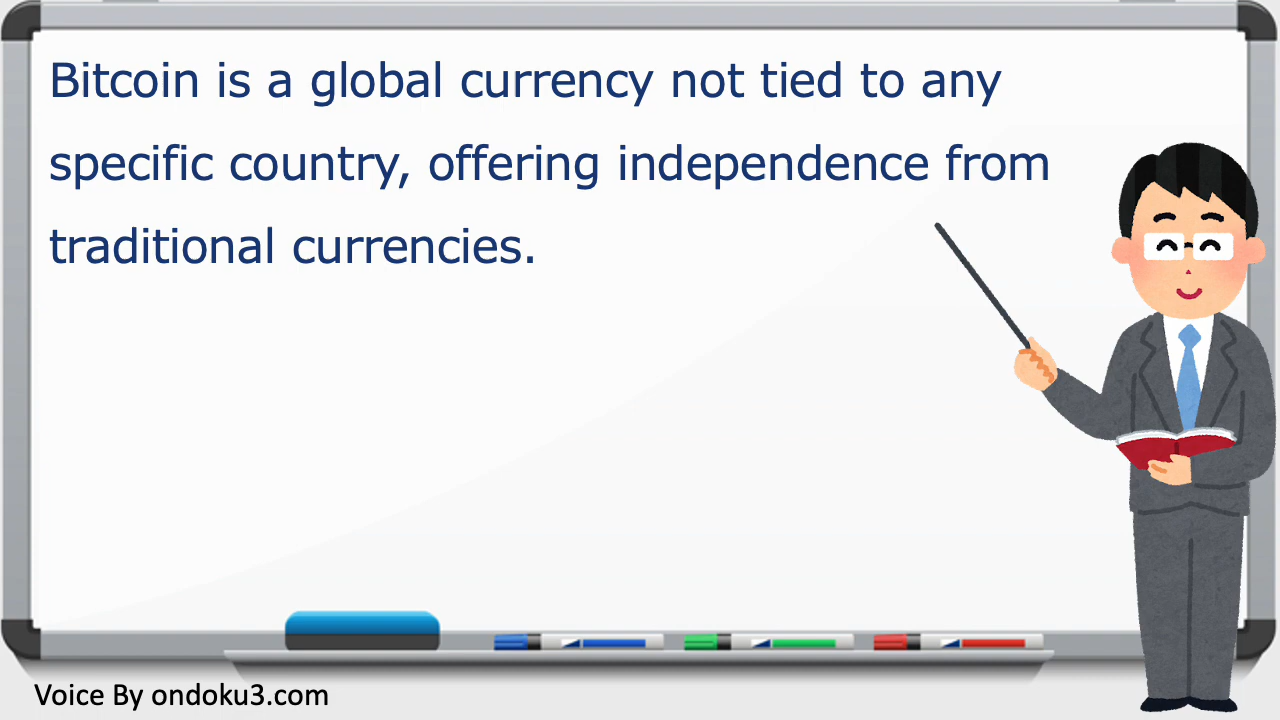 Bitcoin is a global currency not tied to any
specific country, offering independence from
traditional currencies.
Voice By ondoku3.com